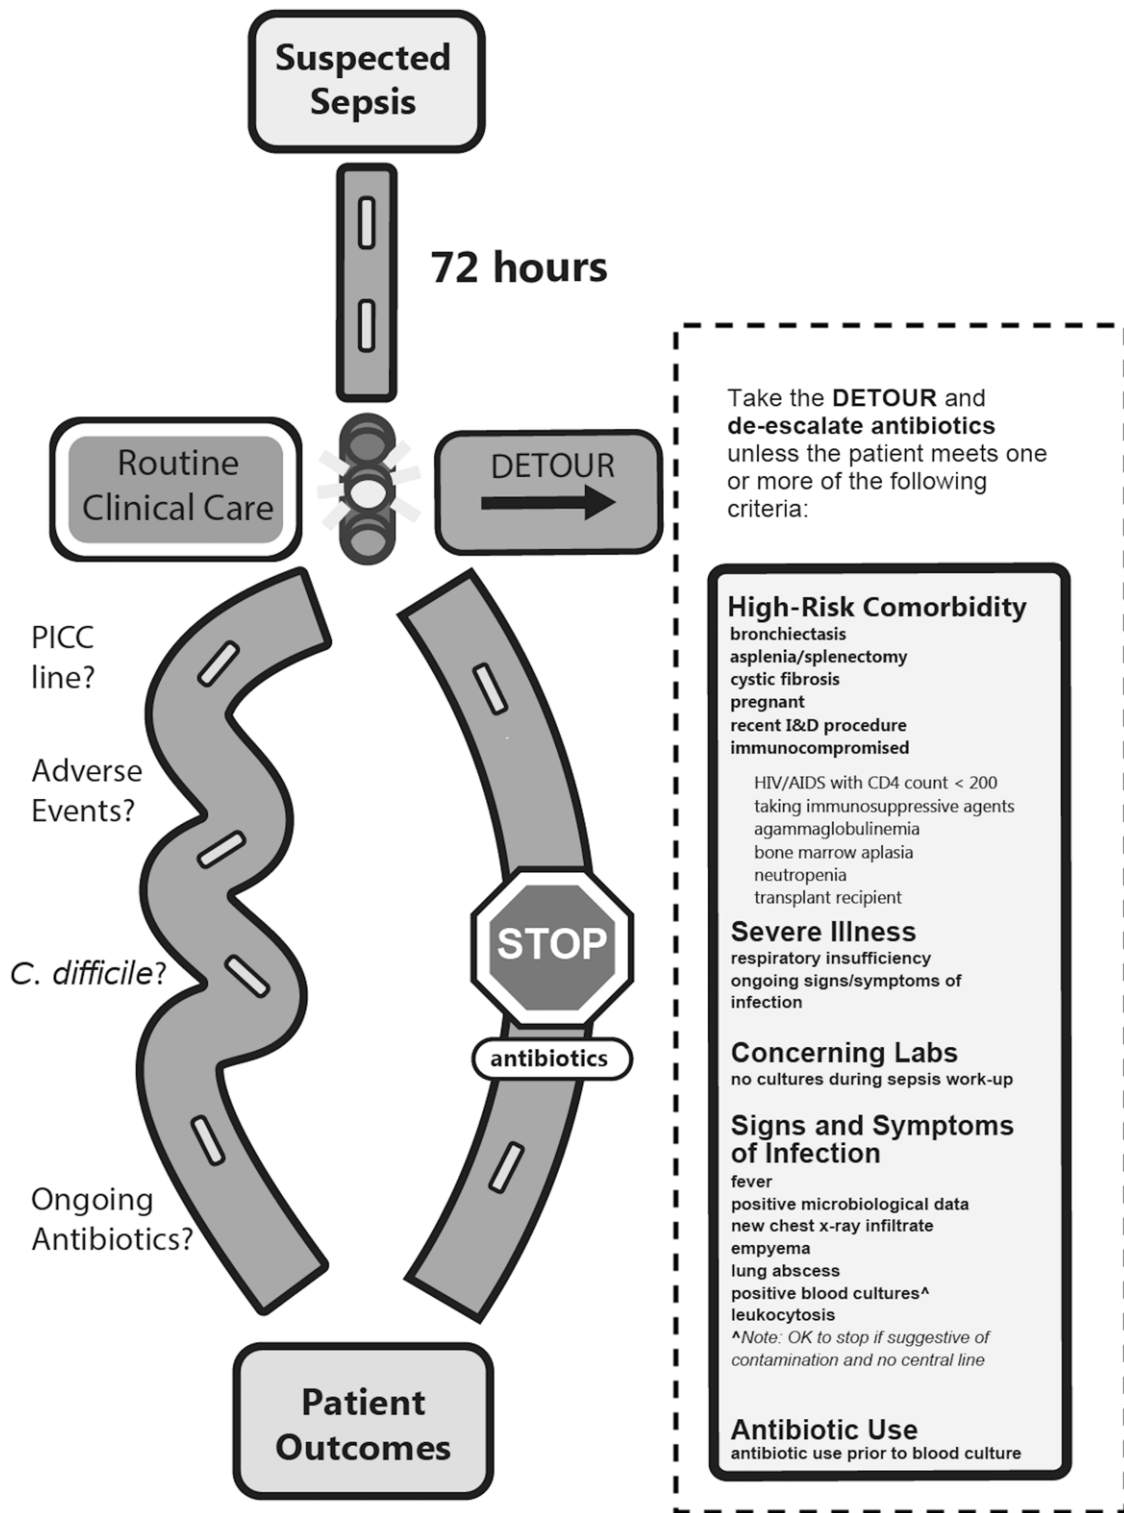 Suspected
Sepsis
72 hours
Routine
Clinical Care
DETOUR
PICC
line?
Adverse
Events?
C. difficile?
Ongoing
Antibiotics?
STOP
antibiotics
Patient
Outcomes
Take the DETOUR and
de-escalate antibiotics
unless the patient meets one
or more of the following
criteria:
High-Risk Comorbidity
bronchiectasis
asplenia/splenectomy
cystic fibrosis
pregnant
recent I&D procedure
immunocompromised
HIV/AIDS with CD4 count < 200
taking immunosuppressive agents
agammaglobulinemia
bone marrow aplasia
neutropenia
transplant recipient
Severe Illness
respiratory insufficiency
ongoing signs/symptoms of
infection
Concerning Labs
no cultures during sepsis work-up
Signs and Symptoms
of Infection
fever
positive microbiological data
new chest x-ray infiltrate
empyema
lung abscess
positive blood cultures^
leukocytosis
^Note: OK to stop if suggestive of
contamination and no central line
Antibiotic Use
antibiotic use prior to blood culture